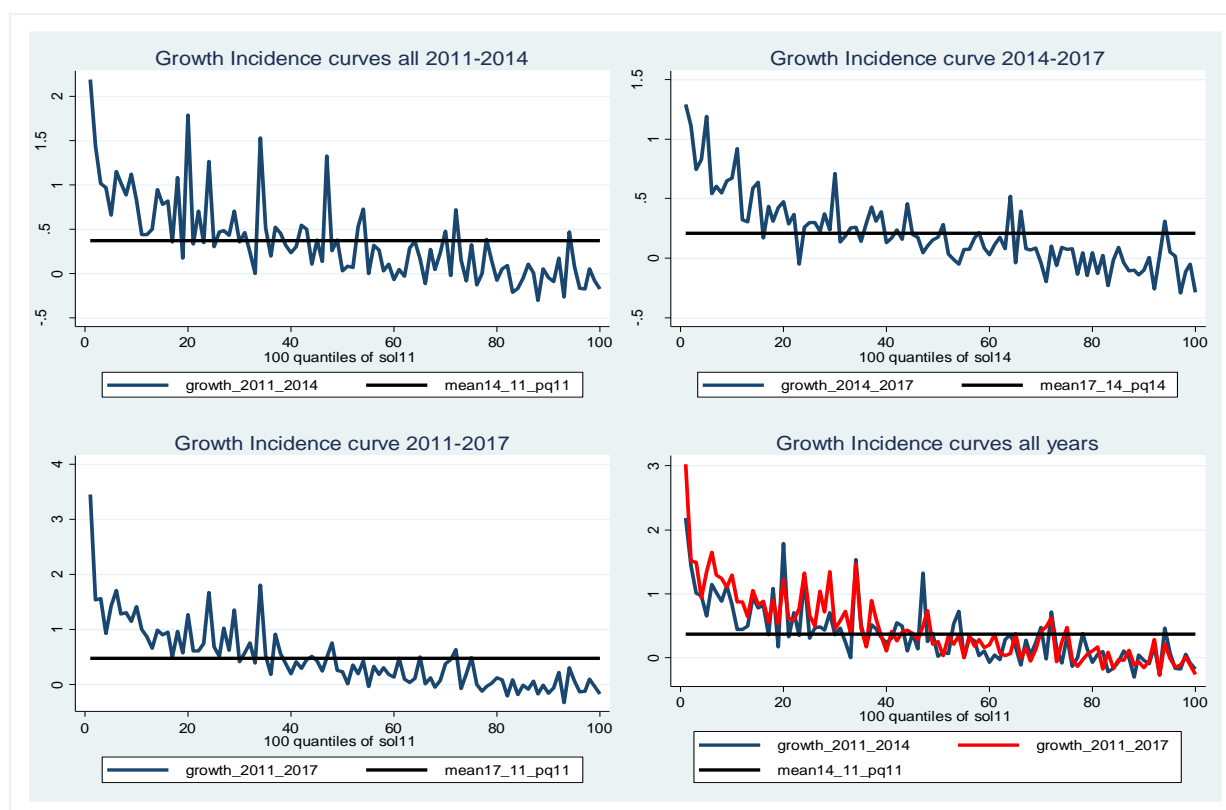 Growth Incidence curves all 2011-2014
2
1.5
1
.5
0
-.5
0 20 40 60 80 100
100 quantiles of sol11
growth_2011_2014 mean14_11_pq11
Growth Incidence curve 2014-2017
1.5
1
.5
0
-.5
0 20 40 60 80 100
100 quantiles of sol14
growth_2014_2017 mean17_14_pq14
Growth Incidence curve 2011-2017
4
3
2
1
0
0 20 40 60 80 100
100 quantiles of sol11
growth_2011_2017 mean17_11_pq11
Growth Incidence curves all years
3
2
1
0
0 20 40 60 80 100
100 quantiles of sol11
growth_2011_2014 growth_2011_2017
mean14_11_pq11